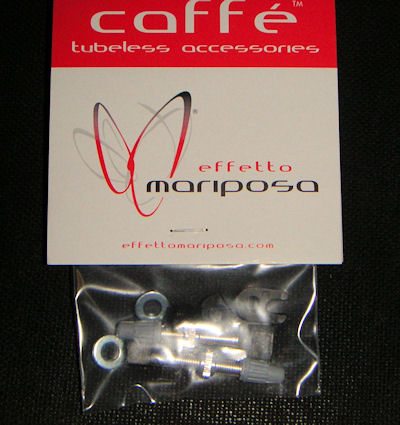 caffé™
tubeless accessories
®
effetto
mariposa
effettomariposa.com